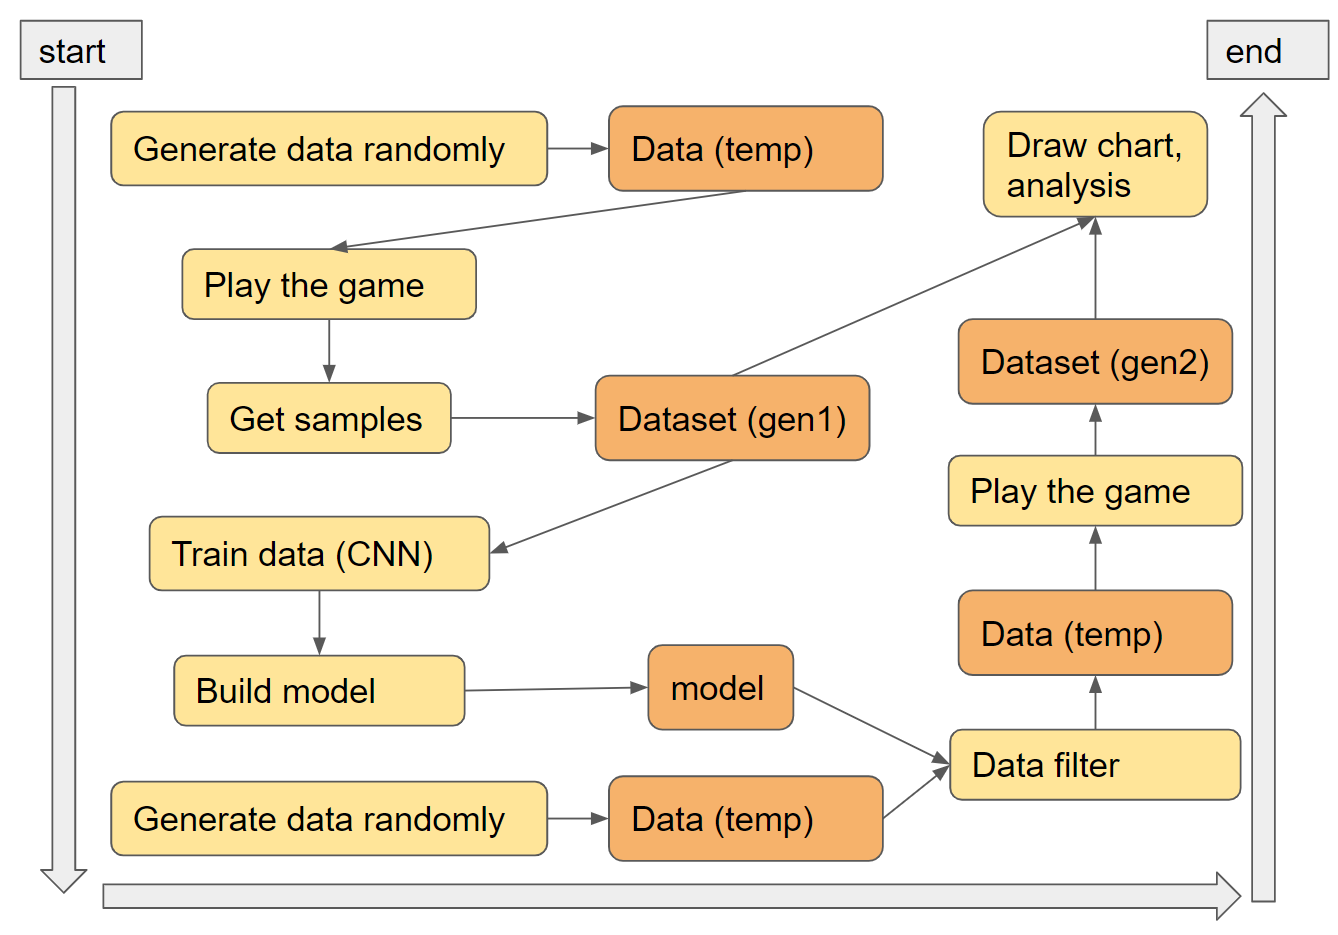 start
end
Generate data randomly
Data (temp)
Draw chart,
analysis
Play the game
Dataset (gen2)
Get samples
Dataset (gen1)
Play the game
Train data (CNN)
Data (temp)
Build model
model
Data filter
Generate data randomly
Data (temp)